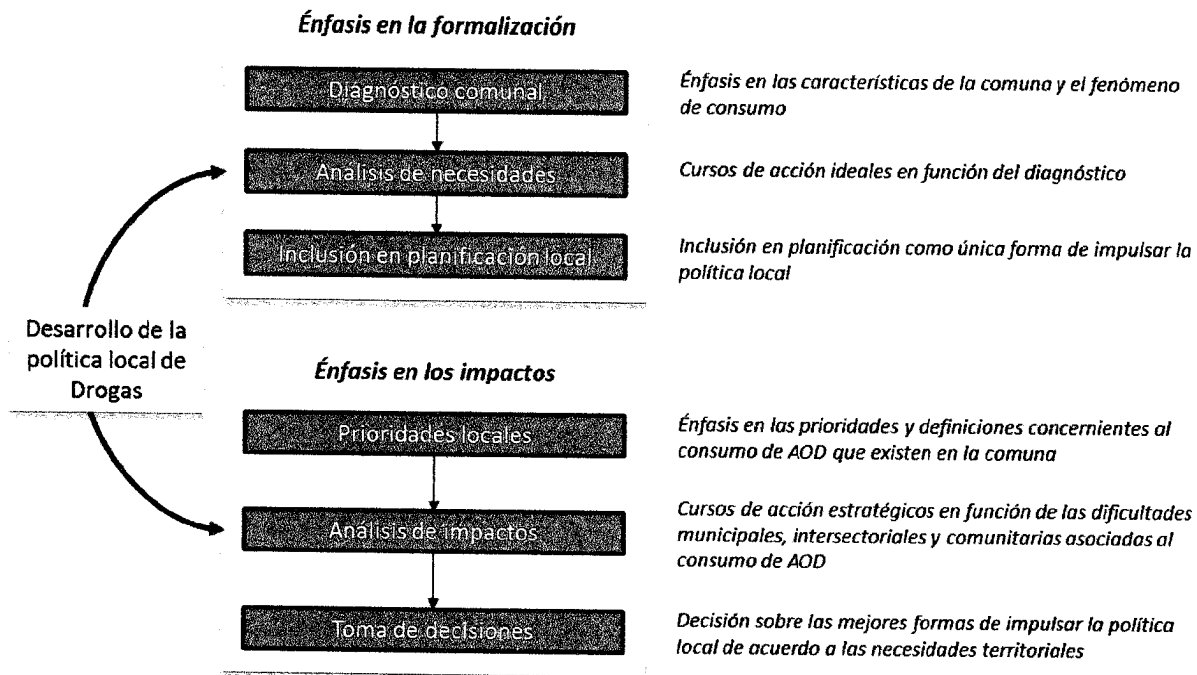 Énfasis en la formalización
Diagnóstico comunal
Énfasis en las características de la comuna y el fenómeno
de consumo
Análisis de necesidades
Cursos de acción ideales en función del diagnóstico
Inclusión en planificación local
Inclusión en planificación como única forma de impulsar la
política local
Desarrollo de la
política local de
Drogas
Énfasis en los impactos
Prioridades locales
Énfasis en las prioridades y definiciones concernientes al
consumo de AOD que existen en la comuna
Análisis de impactos
Cursos de acción estratégicos en función de las dificultades
municipales, intersectoriales y comunitarias asociadas al
consumo de AOD
Toma de decisiones
Decisión sobre las mejores formas de impulsar la política
local de acuerdo a las necesidades territoriales